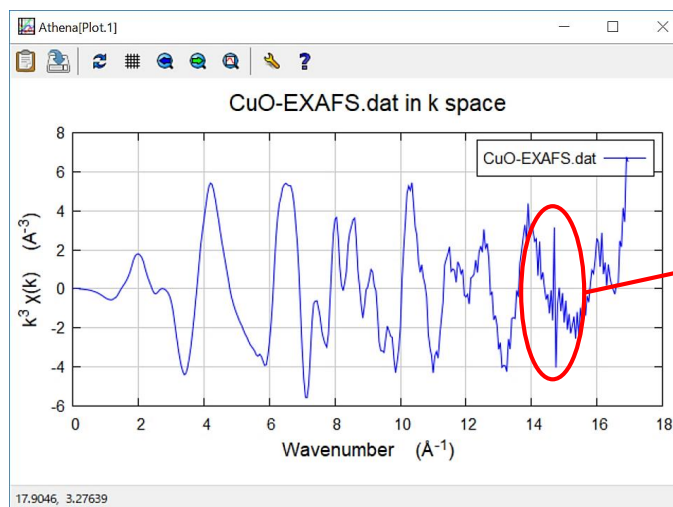 Athena[Plot.1]
CuO-EXAFS.dat in k space
CuO-EXAFS.dat
k³ χ(k) (A⁻³)
8
6
4
2
0
-2
-4
-6
0 2 4 6 8 10 12 14 16 18
Wavenumber (Å⁻¹)
17.9046, 3.27639